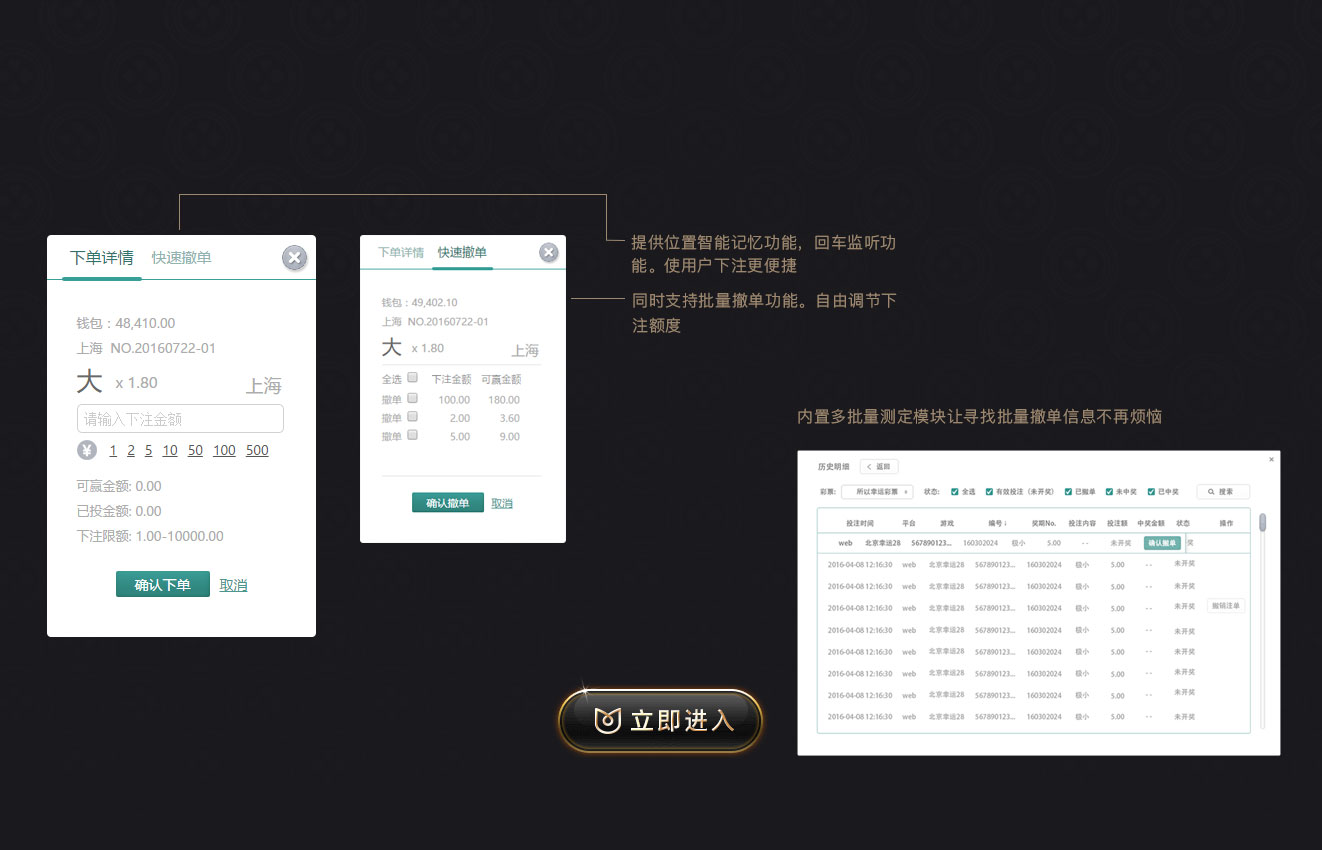 下单详情 快速撤单
钱包：48,410.00
上海 NO.20160722-01
大 x 1.80 上海
请输入下注金额
¥ 1 2 5 10 50 100 500
可赢金额: 0.00
已投金额: 0.00
下注限额: 1.00-10000.00
确认下单 取消
下单详情 快速撤单
钱包：49,402.10
上海 NO.20160722-01
大 x 1.80 上海
全选 下注金额 可赢金额
撤单 100.00 180.00
撤单 2.00 3.60
撤单 5.00 9.00
确认撤单 取消
提供位置智能记忆功能，回车监听功
能。使用户下注更便捷
同时支持批量撤单功能。自由调节下
注额度
内置多批量测定模块让寻找批量撤单信息不再烦恼
历史明细 < 返回
彩票: 所以幸运彩票 状态: 全选 有效投注（未开奖） 已撤单 未中奖 已中奖 搜索
投注时间 平台 游戏 编号↓ 奖期No. 投注内容 投注额 中奖金额 状态 操作
web 北京幸运28 567890123... 160302024 极小 5.00 -- 未开奖 确认撤单 奖
2016-04-08 12:16:30 web 北京幸运28 567890123... 160302024 极小 5.00 -- 未开奖
2016-04-08 12:16:30 web 北京幸运28 567890123... 160302024 极小 5.00 -- 未开奖
2016-04-08 12:16:30 web 北京幸运28 567890123... 160302024 极小 5.00 -- 未开奖 撤销注单
2016-04-08 12:16:30 web 北京幸运28 567890123... 160302024 极小 5.00 -- 未开奖
2016-04-08 12:16:30 web 北京幸运28 567890123... 160302024 极小 5.00 -- 未开奖
2016-04-08 12:16:30 web 北京幸运28 567890123... 160302024 极小 5.00 -- 未开奖
2016-04-08 12:16:30 web 北京幸运28 567890123... 160302024 极小 5.00 -- 未开奖
2016-04-08 12:16:30 web 北京幸运28 567890123... 160302024 极小 5.00 -- 未开奖
立即进入